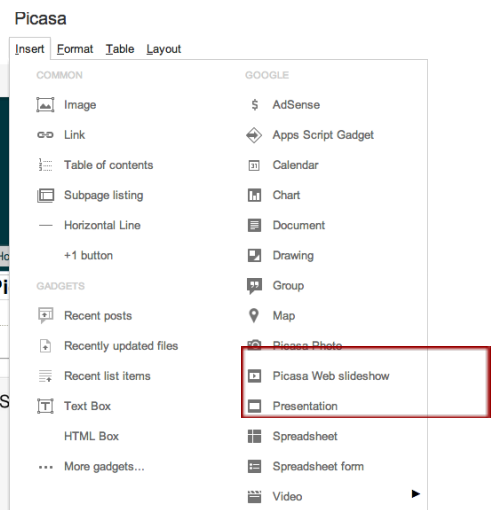 Picasa
Insert Format Table Layout
COMMON
Image
Link
Table of contents
Subpage listing
Horizontal Line
+1 button
GADGETS
Recent posts
Recently updated files
Recent list items
Text Box
HTML Box
More gadgets...
GOOGLE
$ AdSense
Apps Script Gadget
31 Calendar
Chart
Document
Drawing
Group
Map
Picasa Photo
Picasa Web slideshow
Presentation
Spreadsheet
Spreadsheet form
Video